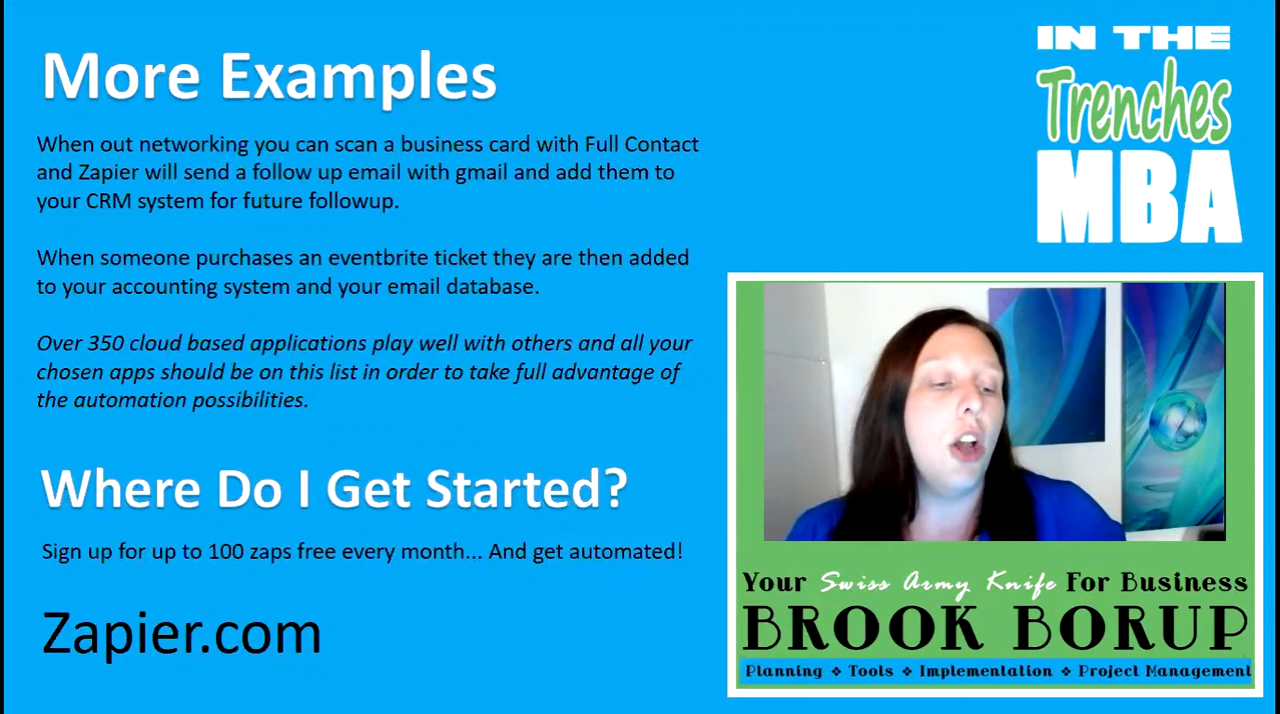 More Examples
When out networking you can scan a business card with Full Contact
and Zapier will send a follow up email with gmail and add them to
your CRM system for future followup.
When someone purchases an eventbrite ticket they are then added
to your accounting system and your email database.
Over 350 cloud based applications play well with others and all your
chosen apps should be on this list in order to take full advantage of
the automation possibilities.
Where Do I Get Started?
Sign up for up to 100 zaps free every month... And get automated!
Zapier.com
IN THE
Trenches
MBA
Your Swiss Army Knife For Business
BROOK BORUP
Planning ❖ Tools ❖ Implementation ❖ Project Management